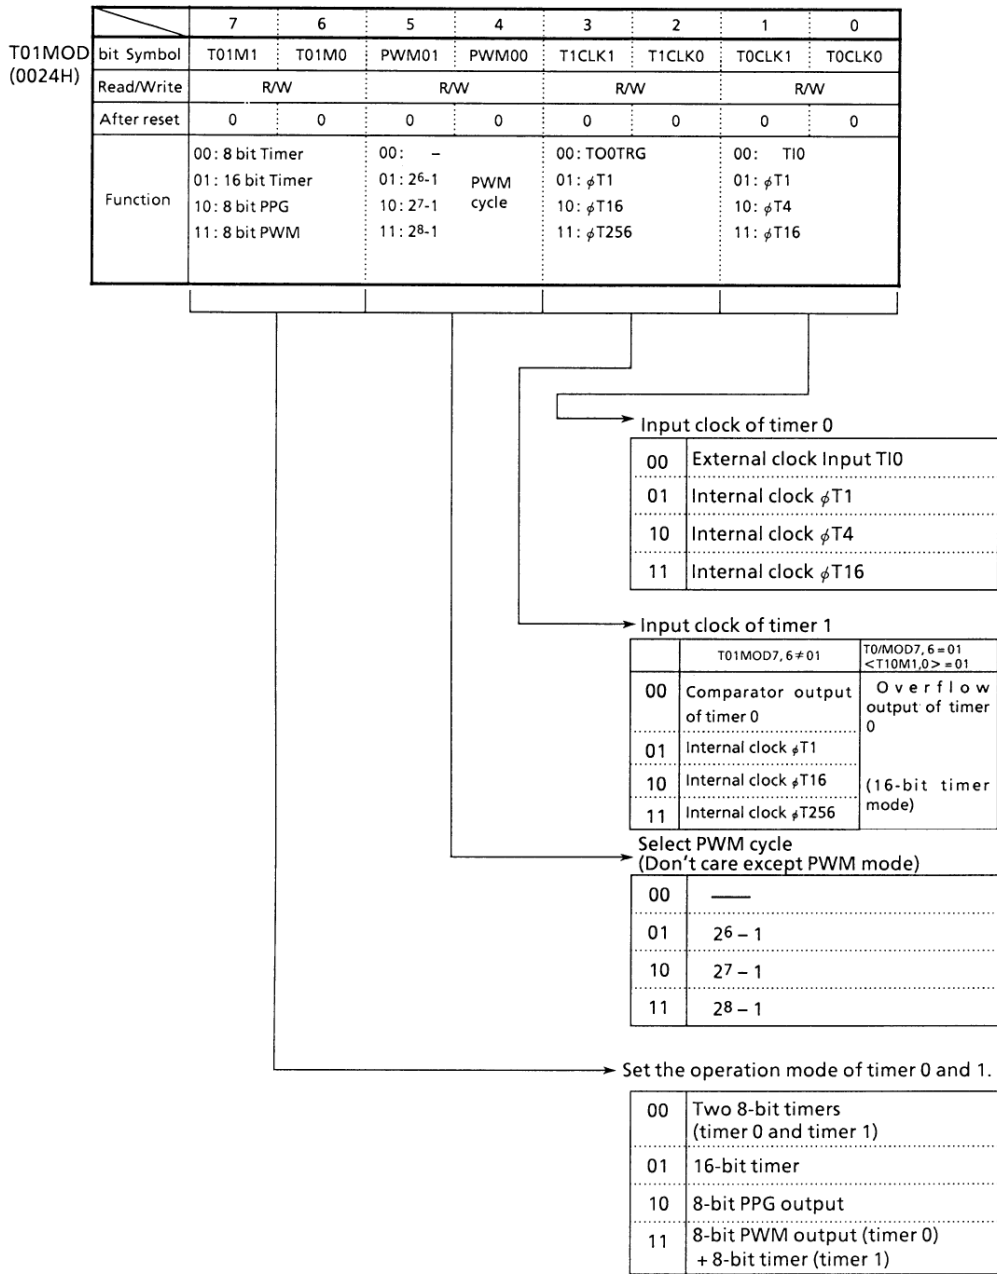 7 6 5 4 3 2 1 0
T01MOD bit Symbol T01M1 T01M0 PWM01 PWM00 T1CLK1 T1CLK0 T0CLK1 T0CLK0
(0024H)
Read/Write R/W R/W R/W R/W
After reset 0 0 0 0 0 0 0 0
Function
00: 8 bit Timer 00: – 00: TO0TRG 00: TI0
01: 16 bit Timer 01: 2⁶-1 PWM 01: ϕT1 01: ϕT1
10: 8 bit PPG 10: 2⁷-1 cycle 10: ϕT16 10: ϕT4
11: 8 bit PWM 11: 2⁸-1 11: ϕT256 11: ϕT16
Input clock of timer 0
00 External clock Input TI0
01 Internal clock ϕT1
10 Internal clock ϕT4
11 Internal clock ϕT16
Input clock of timer 1
T01MOD7, 6≠01 T0/MOD7, 6 = 01
<T10M1,0> = 01
00 Comparator output Overflow
of timer 0 output of timer
0
01 Internal clock ϕT1
10 Internal clock ϕT16 (16-bit timer
11 Internal clock ϕT256 mode)
Select PWM cycle
(Don't care except PWM mode)
00 ——
01 2⁶ – 1
10 2⁷ – 1
11 2⁸ – 1
Set the operation mode of timer 0 and 1.
00 Two 8-bit timers
(timer 0 and timer 1)
01 16-bit timer
10 8-bit PPG output
11 8-bit PWM output (timer 0)
+ 8-bit timer (timer 1)